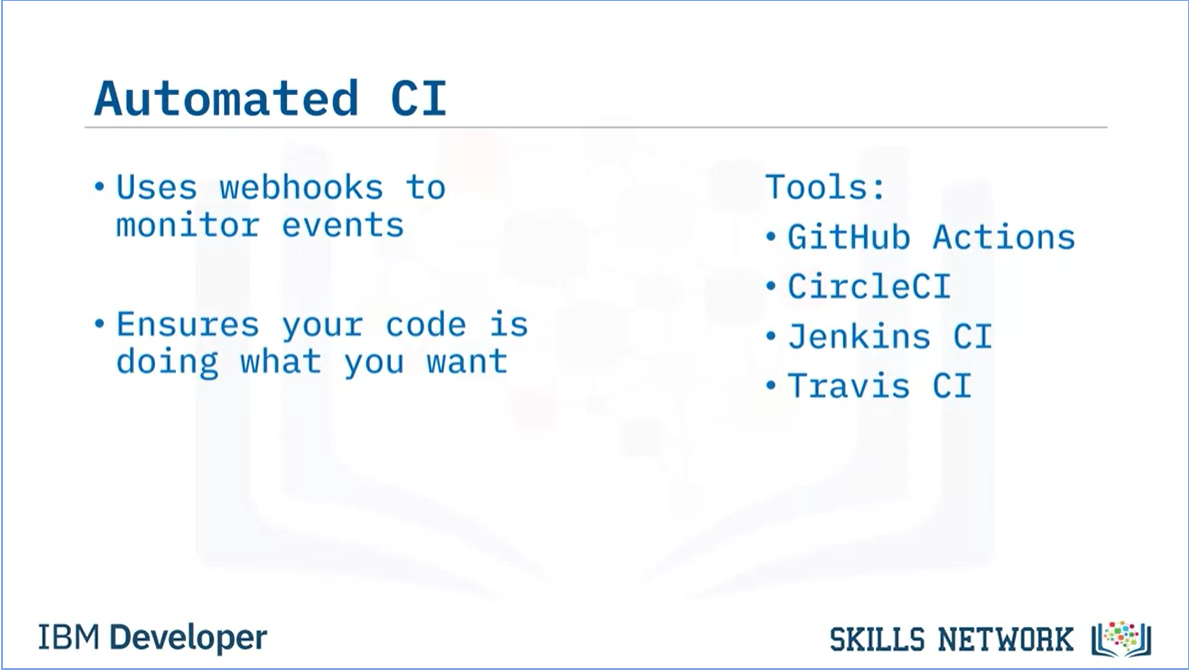 Automated CI
• Uses webhooks to
monitor events
• Ensures your code is
doing what you want
Tools:
• GitHub Actions
• CircleCI
• Jenkins CI
• Travis CI
IBM Developer
SKILLS NETWORK